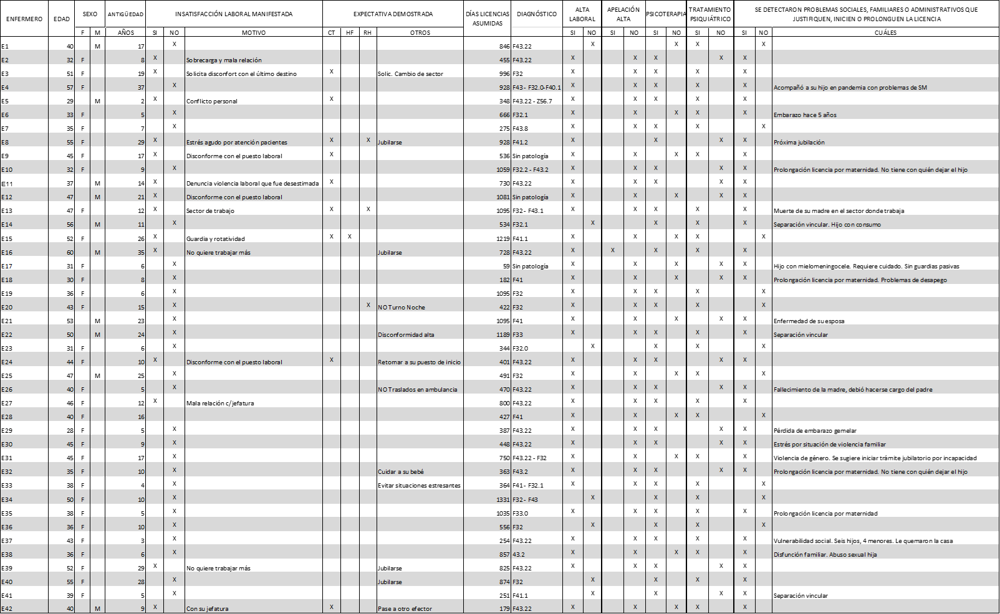 ENFERMERO EDAD SEXO ANTIGÜEDAD INSATISFACCIÓN LABORAL MANIFESTADA EXPECTATIVA DEMOSTRADA DÍAS LICENCIAS ASUMIDAS DIAGNÓSTICO ALTA LABORAL APELACIÓN ALTA PSICOTERAPIA TRATAMIENTO PSIQUIÁTRICO SE DETECTARON PROBLEMAS SOCIALES, FAMILIARES O ADMINISTRATIVOS QUE JUSTIFIQUEN, INICIEN O PROLONGUEN LA LICENCIA
F M AÑOS SI NO MOTIVO CT HF RH OTROS SI NO SI NO SI NO SI NO SI NO CUÁLES
E1 40 M 17 X 846 F43.22 X X X X
E2 32 F 8 X Sobrecarga y mala relación 455 F43.22 X X X X X
E3 51 F 19 X Solicita disconfort con el último destino X Solic. Cambio de sector 996 F32 X X X X X
E4 57 F 37 X 928 F43 - F32.0-F40.1 X X X X X Acompañó a su hijo en pandemia con problemas de SM
E5 29 M 2 X Conflicto personal X 348 F43.22 - Z56.7 X X X X X
E6 33 F 5 X 666 F32.1 X X X X X Embarazo hace 5 años
E7 35 F 7 X 275 F43.8 X X X X X
E8 55 F 29 X Estrés agudo por atención pacientes X X Jubilarse 928 F41.2 X X X X Próxima jubilación
E9 45 F 17 X Disconforme con el puesto laboral X 536 Sin patología X X X X X
E10 32 F 9 X 1059 F32.2 - F43.2 X X X X X Prolongación licencia por maternidad. No tiene con quién dejar el hijo
E11 37 M 14 X Denuncia violencia laboral que fue desestimada X 730 F43.22 X X X X X
E12 47 M 21 X Disconforme con el puesto laboral 1081 Sin patología X X X X X
E13 47 F 12 X Sector de trabajo X X 1095 F32 - F43.1 X X X X X Muerte de su madre en el sector donde trabaja
E14 56 M 11 X 534 F32.1 X X X X Separación vincular. Hijo con consumo
E15 52 F 26 X Guardia y rotatividad X X 1219 F41.1 X X X X X
E16 60 M 35 X No quiere trabajar más Jubilarse 728 F43.22 X X X X X
E17 31 F 6 X 59 Sin patología X X X X X Hijo con mielomeningocele. Requiere cuidado. Sin guardias pasivas
E18 30 F 8 X 182 F41 X X X X X Prolongación licencia por maternidad. Problemas de desapego
E19 36 F 6 X 1095 F32 X X X X X
E20 43 F 15 X X NO Turno Noche 422 F32 X X X X X
E21 53 M 23 X 1095 F41 X X X X X Enfermedad de su esposa
E22 50 M 24 X Disconformidad alta 1189 F33 X X X X X Separación vincular
E23 31 F 6 X 344 F32.0 X X X X
E24 44 F 10 X Disconforme con el puesto laboral X Retornar a su puesto de inicio 401 F43.22 X X X X X
E25 47 M 25 X 491 F32 X X X X X
E26 40 F 5 X NO Traslados en ambulancia 470 F43.22 X X X X X Fallecimiento de la madre, debió hacerse cargo del padre
E27 46 F 12 X Mala relación c/jefatura 800 F43.22 X X X X X
E28 40 F 16 427 F41 X X X X X
E29 28 F 5 X 387 F43.22 X X X X X Pérdida de embarazo gemelar
E30 45 F 9 X 448 F43.22 X X X X X Estrés por situación de violencia familiar
E31 45 F 17 X 750 F43.22 - F32 X X X X X Violencia de género. Se sugiere iniciar trámite jubilatorio por incapacidad
E32 35 F 10 X Cuidar a su bebé 363 F43.2 X X X X X Prolongación licencia por maternidad. No tiene con quién dejar el hijo
E33 38 F 4 X Evitar situaciones estresantes 364 F41 - F32.1 X X X X X
E34 50 F 10 X 1331 F32 - F43 X X X X
E35 38 F 5 X 1035 F33.0 X X X X X Prolongación licencia por maternidad
E36 36 F 10 X 556 F32 X X X X
E37 43 F 3 X 254 F43.22 X X X X X Vulnerabilidad social. Seis hijos, 4 menores. Le quemaron la casa
E38 36 F 6 X 857 43.2 X X X X X Disfunción familiar. Abuso sexual hija
E39 52 F 29 X No quiere trabajar más Jubilarse 825 F43.22 X X X X X
E40 55 F 28 X Jubilarse 874 F32 X X X X
E41 39 F 5 X 251 F41.1 X X X X Separación vincular
E42 40 M 9 X Con su jefatura X Pase a otro efector 179 F43.22 X X X X X